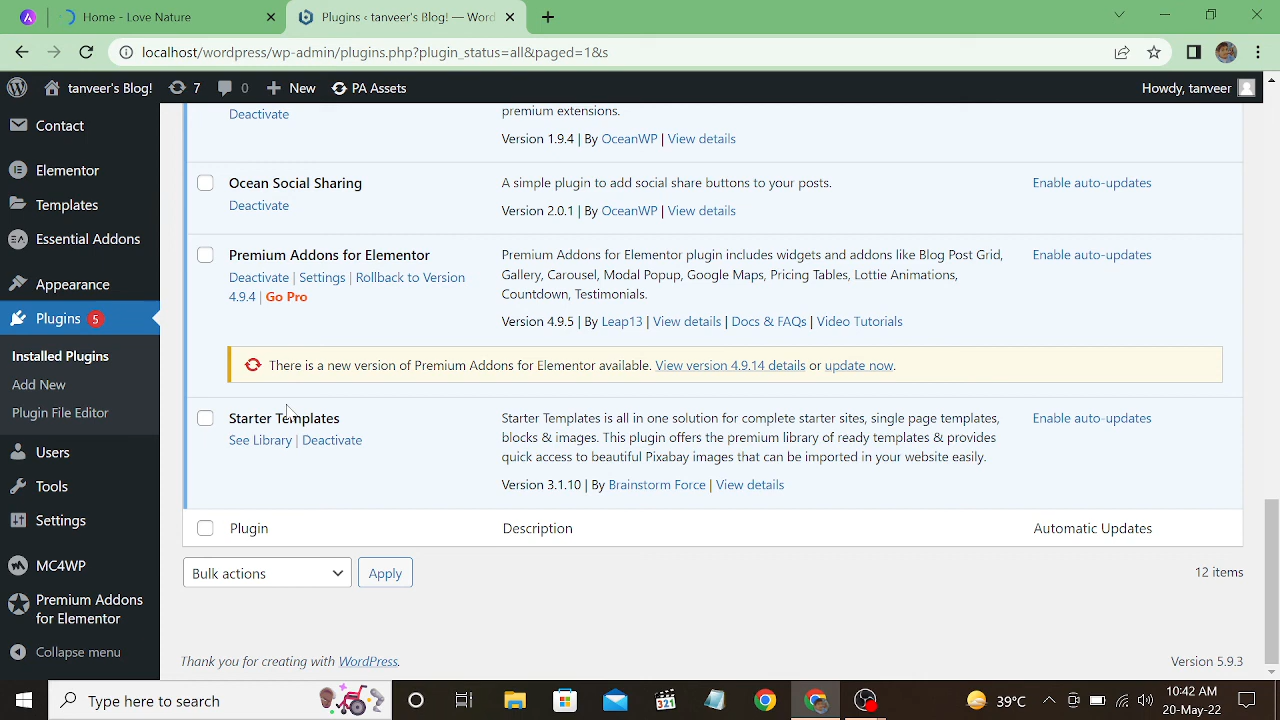 Home - Love Nature
Plugins ‹ tanveer's Blog! — Word
localhost/wordpress/wp-admin/plugins.php?plugin_status=all&paged=1&s
tanveer's Blog! 7 0 New PA Assets Howdy, tanveer
Contact
Elementor
Templates
Essential Addons
Appearance
Plugins 5
Installed Plugins
Add New
Plugin File Editor
Users
Tools
Settings
MC4WP
Premium Addons
for Elementor
Collapse menu
premium extensions.
Deactivate
Version 1.9.4 | By OceanWP | View details
Ocean Social Sharing A simple plugin to add social share buttons to your posts. Enable auto-updates
Deactivate Version 2.0.1 | By OceanWP | View details
Premium Addons for Elementor Premium Addons for Elementor plugin includes widgets and addons like Blog Post Grid, Enable auto-updates
Deactivate | Settings | Rollback to Version Gallery, Carousel, Modal Popup, Google Maps, Pricing Tables, Lottie Animations,
4.9.4 | Go Pro Countdown, Testimonials.
Version 4.9.5 | By Leap13 | View details | Docs & FAQs | Video Tutorials
There is a new version of Premium Addons for Elementor available. View version 4.9.14 details or update now.
Starter Templates Starter Templates is all in one solution for complete starter sites, single page templates, Enable auto-updates
See Library | Deactivate blocks & images. This plugin offers the premium library of ready templates & provides
quick access to beautiful Pixabay images that can be imported in your website easily.
Version 3.1.10 | By Brainstorm Force | View details
Plugin Description Automatic Updates
Bulk actions Apply 12 items
Thank you for creating with WordPress. Version 5.9.3
Type here to search
321
39°C
10:42 AM
20-May-22